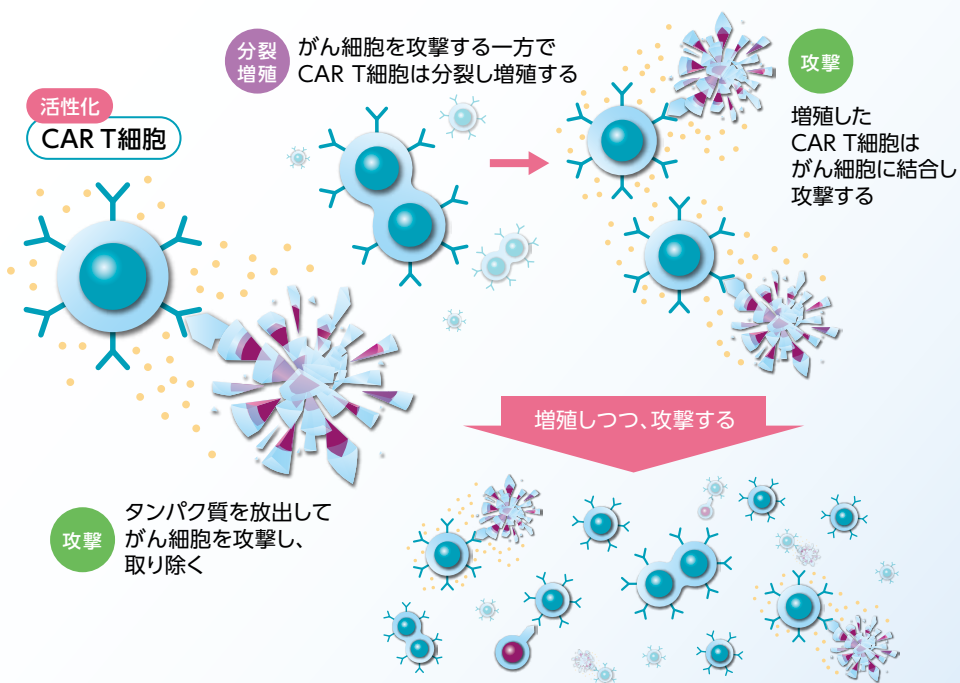 活性化
CAR T細胞
攻撃
タンパク質を放出して
がん細胞を攻撃し、
取り除く
分裂
増殖
がん細胞を攻撃する一方で
CAR T細胞は分裂し増殖する
攻撃
増殖した
CAR T細胞は
がん細胞に結合し
攻撃する
増殖しつつ、攻撃する